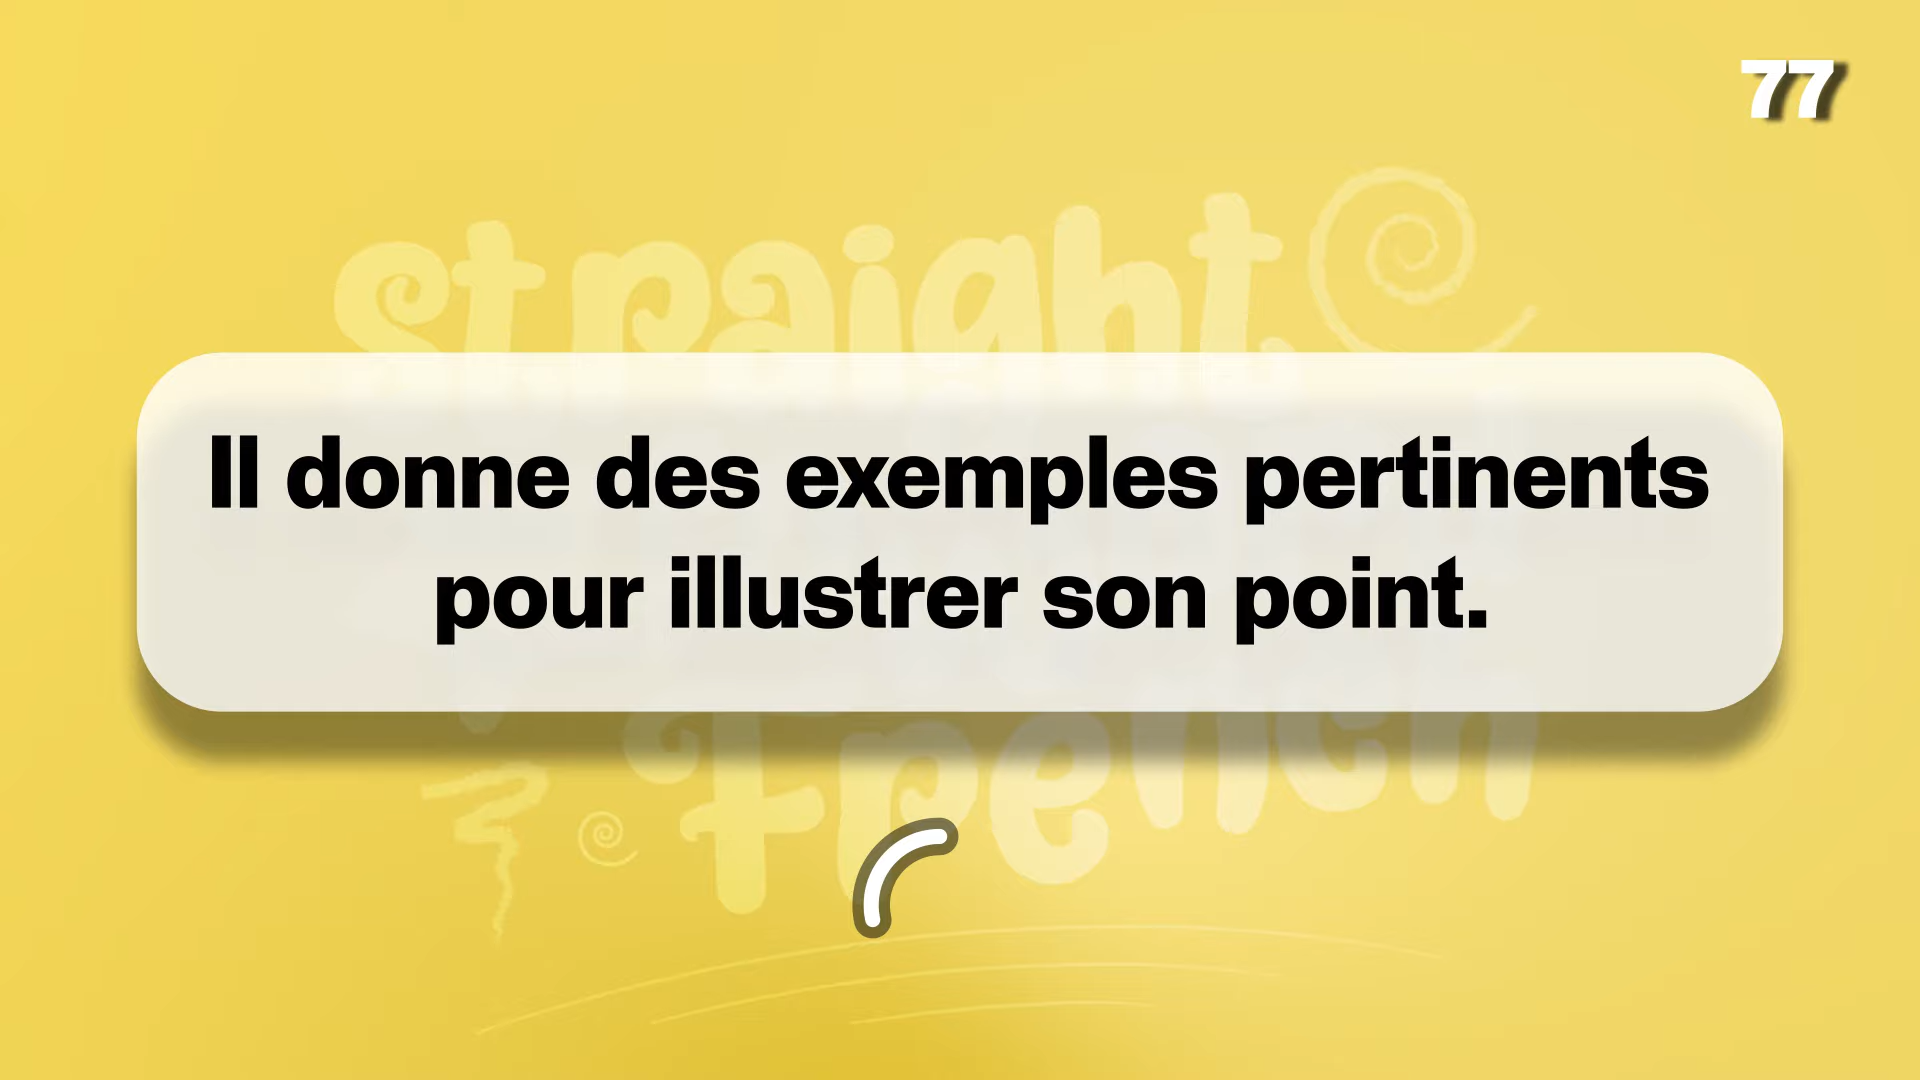 77
straight
Il donne des exemples pertinents
pour illustrer son point.
French